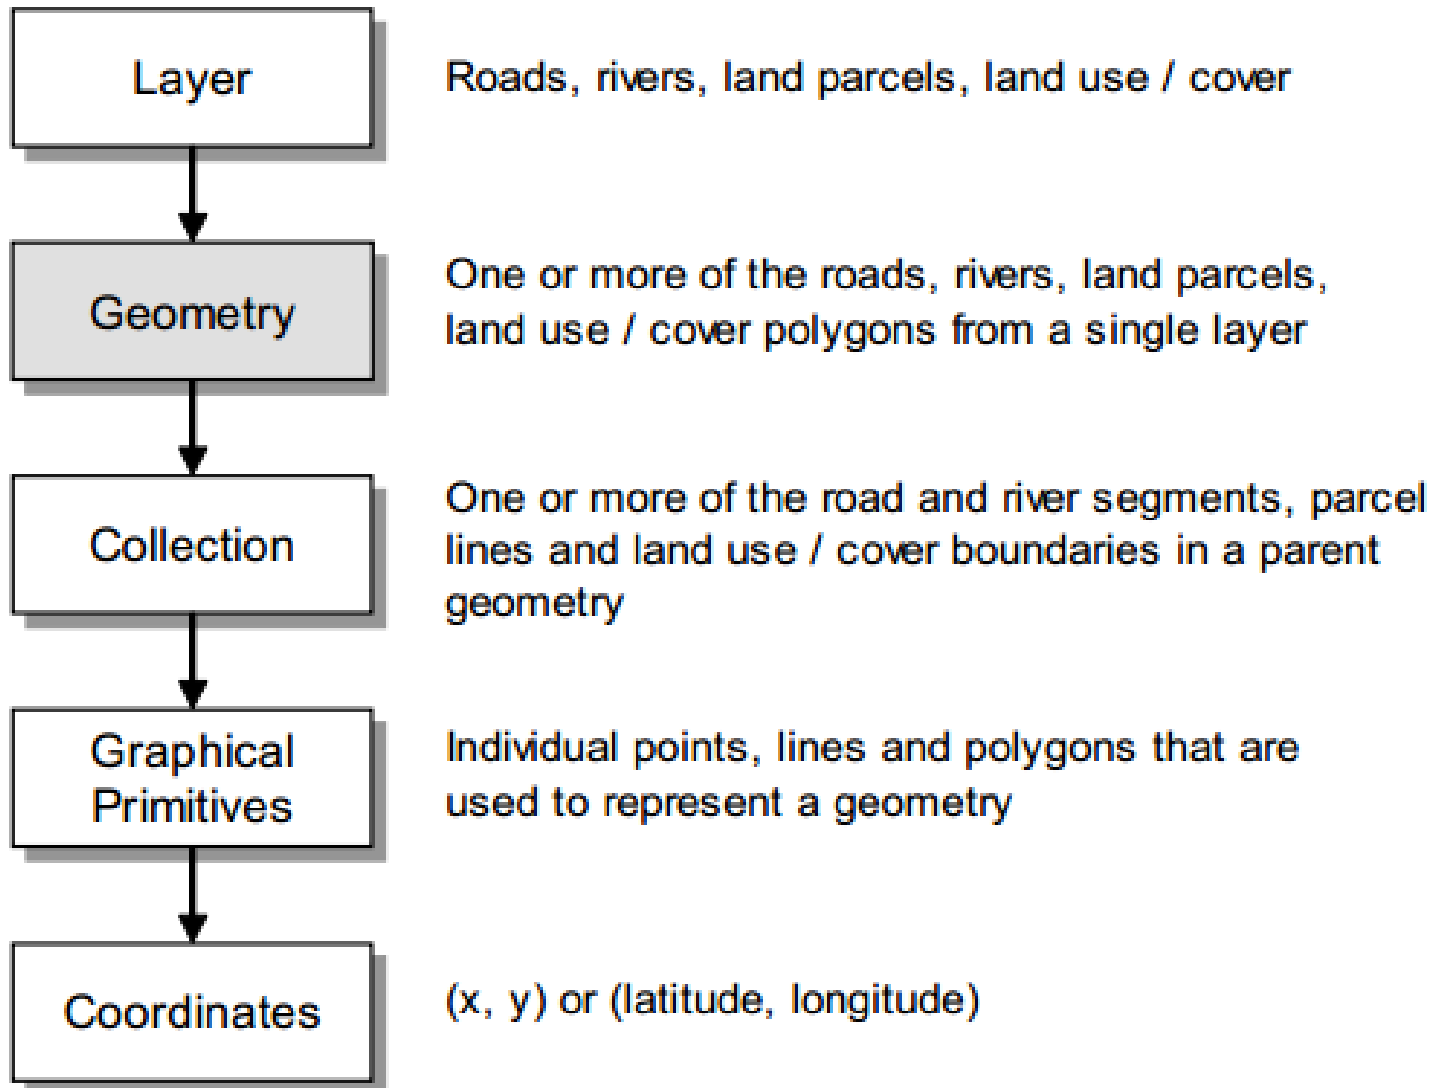 Layer
Roads, rivers, land parcels, land use / cover
Geometry
One or more of the roads, rivers, land parcels,
land use / cover polygons from a single layer
Collection
One or more of the road and river segments, parcel
lines and land use / cover boundaries in a parent
geometry
Graphical
Primitives
Individual points, lines and polygons that are
used to represent a geometry
Coordinates
(x, y) or (latitude, longitude)